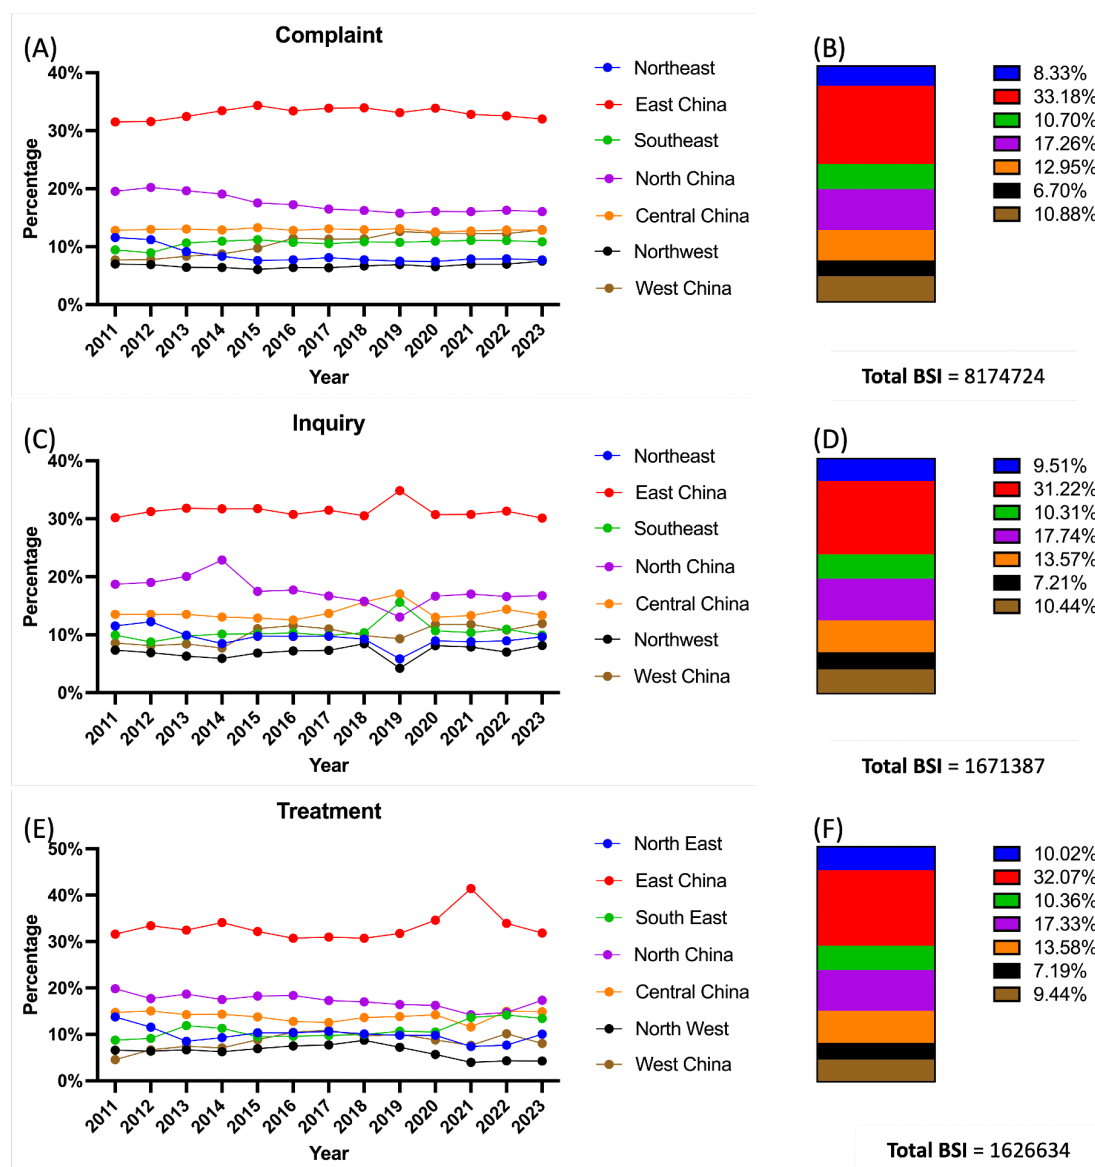 (A)
Complaint
Percentage
40%
30%
20%
10%
0%
2011
2012
2013
2014
2015
2016
2017
2018
2019
2020
2021
2022
2023
Year
Northeast
East China
Southeast
North China
Central China
Northwest
West China
(B)
8.33%
33.18%
10.70%
17.26%
12.95%
6.70%
10.88%
Total BSI = 8174724
(C)
Inquiry
Percentage
40%
30%
20%
10%
0%
2011
2012
2013
2014
2015
2016
2017
2018
2019
2020
2021
2022
2023
Year
Northeast
East China
Southeast
North China
Central China
Northwest
West China
(D)
9.51%
31.22%
10.31%
17.74%
13.57%
7.21%
10.44%
Total BSI = 1671387
(E)
Treatment
Percentage
50%
40%
30%
20%
10%
0%
2011
2012
2013
2014
2015
2016
2017
2018
2019
2020
2021
2022
2023
Year
North East
East China
South East
North China
Central China
North West
West China
(F)
10.02%
32.07%
10.36%
17.33%
13.58%
7.19%
9.44%
Total BSI = 1626634